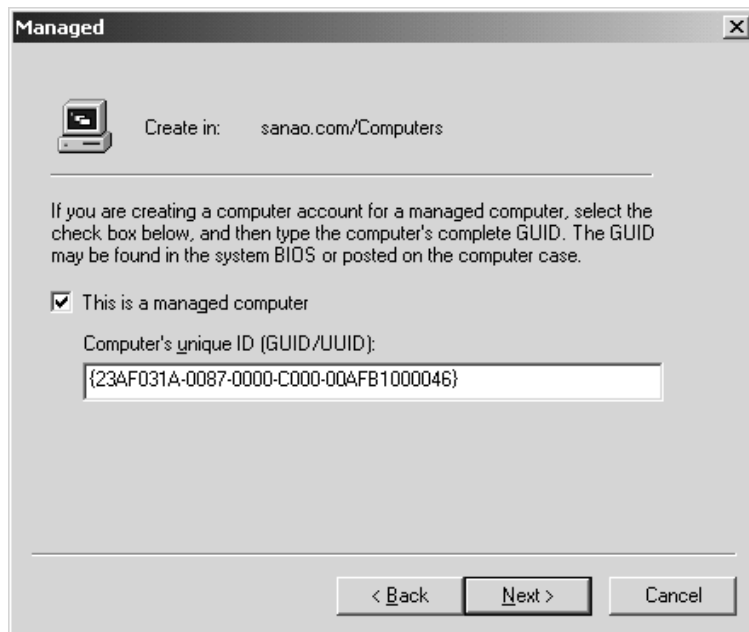 Managed
Create in: sanao.com/Computers
If you are creating a computer account for a managed computer, select the
check box below, and then type the computer's complete GUID. The GUID
may be found in the system BIOS or posted on the computer case.
This is a managed computer
Computer's unique ID (GUID/UUID):
{23AF031A-0087-0000-C000-00AFB1000046}
< Back Next > Cancel